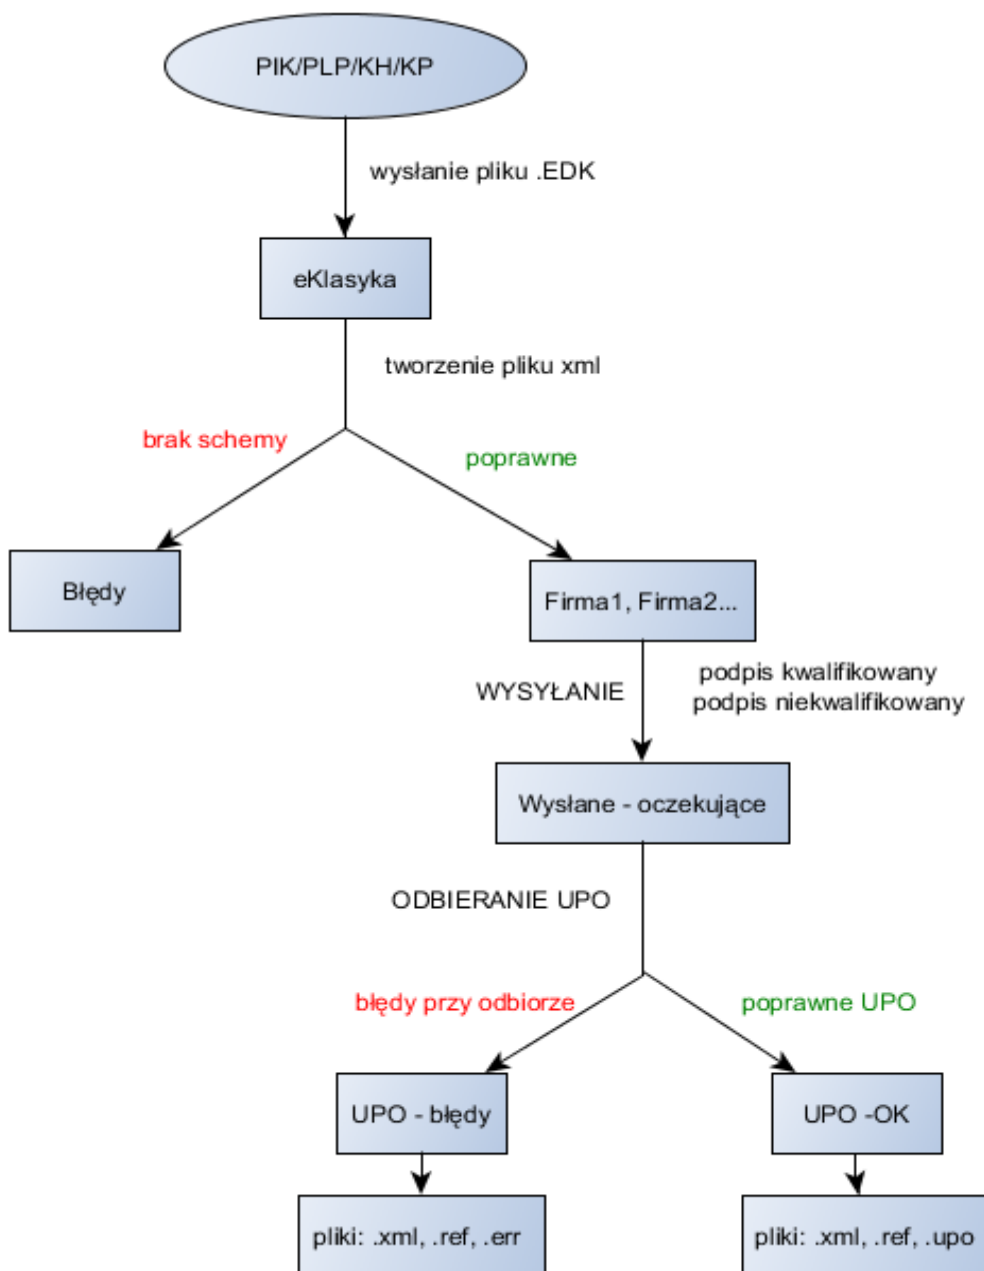 PIK/PLP/KH/KP
wysłanie pliku .EDK
eKlasyka
tworzenie pliku xml
brak schemy
poprawne
Błędy
Firma1, Firma2...
WYSYŁANIE
podpis kwalifikowany
podpis niekwalifikowany
Wysłane - oczekujące
ODBIERANIE UPO
błędy przy odbiorze
poprawne UPO
UPO - błędy
UPO -OK
pliki: .xml, .ref, .err
pliki: .xml, .ref, .upo